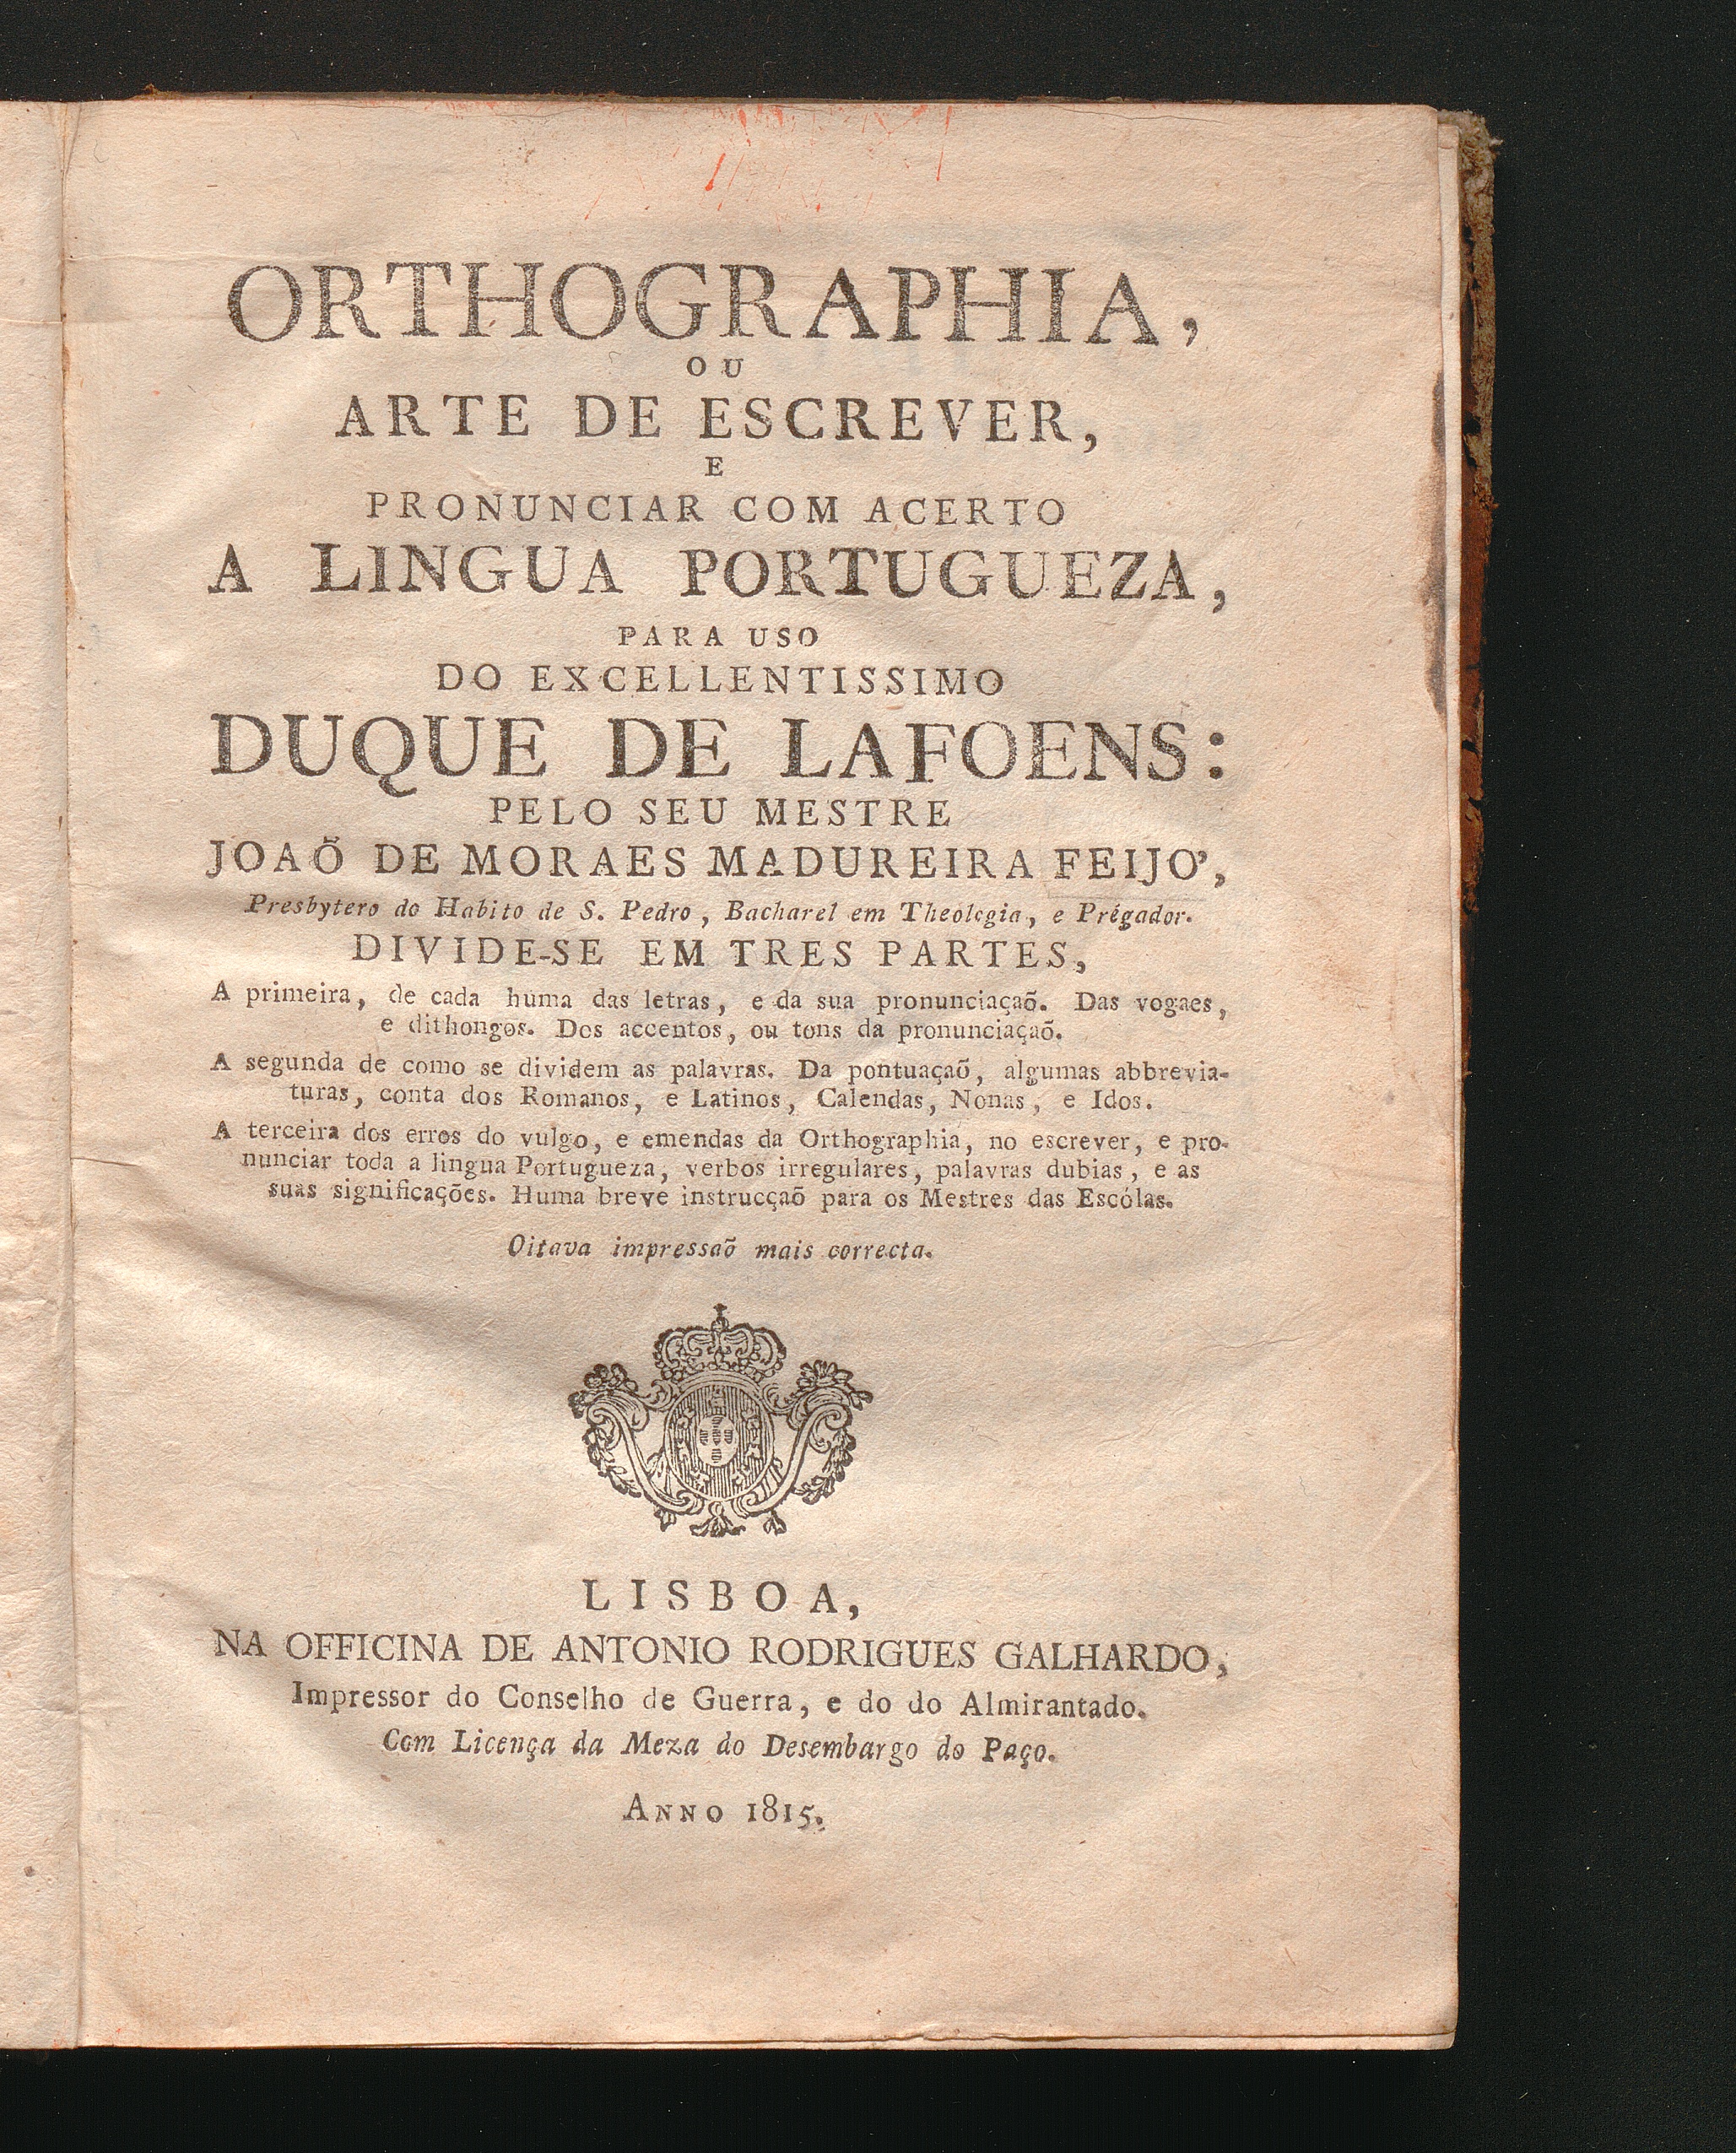 ORTHOGRAPHIA,
OU
ARTE DE ESCREVER,
E
PRONUNCIAR COM ACERTO
A LINGUA PORTUGUEZA,
PARA USO
DO EXCELLENTISSIMO
DUQUE DE LAFOENS:
PELO SEU MESTRE
JOAÕ DE MORAES MADUREIRA FEIJO',
Presbytero do Habito de S. Pedro, Bacharel em Theologia, e Prégador.
DIVIDE-SE EM TRES PARTES,
A primeira, de cada huma das letras, e da sua pronunciaçaõ. Das vogaes,
e dithongos. Dos accentos, ou tons da pronunciaçaõ.
A segunda de como se dividem as palavras. Da pontuaçaõ, algumas abbrevia-
turas, conta dos Romanos, e Latinos, Calendas, Nonas, e Idos.
A terceira dos erros do vulgo, e emendas da Orthographia, no escrever, e pro-
nunciar toda a lingua Portugueza, verbos irregulares, palavras dubias, e as
suas significações. Huma breve instrucçaõ para os Mestres das Escólas.
Oitava impressaõ mais correcta.
LISBOA,
NA OFFICINA DE ANTONIO RODRIGUES GALHARDO,
Impressor do Conselho de Guerra, e do do Almirantado.
Com Licença da Meza do Desembargo do Paço.
ANNO 1815.